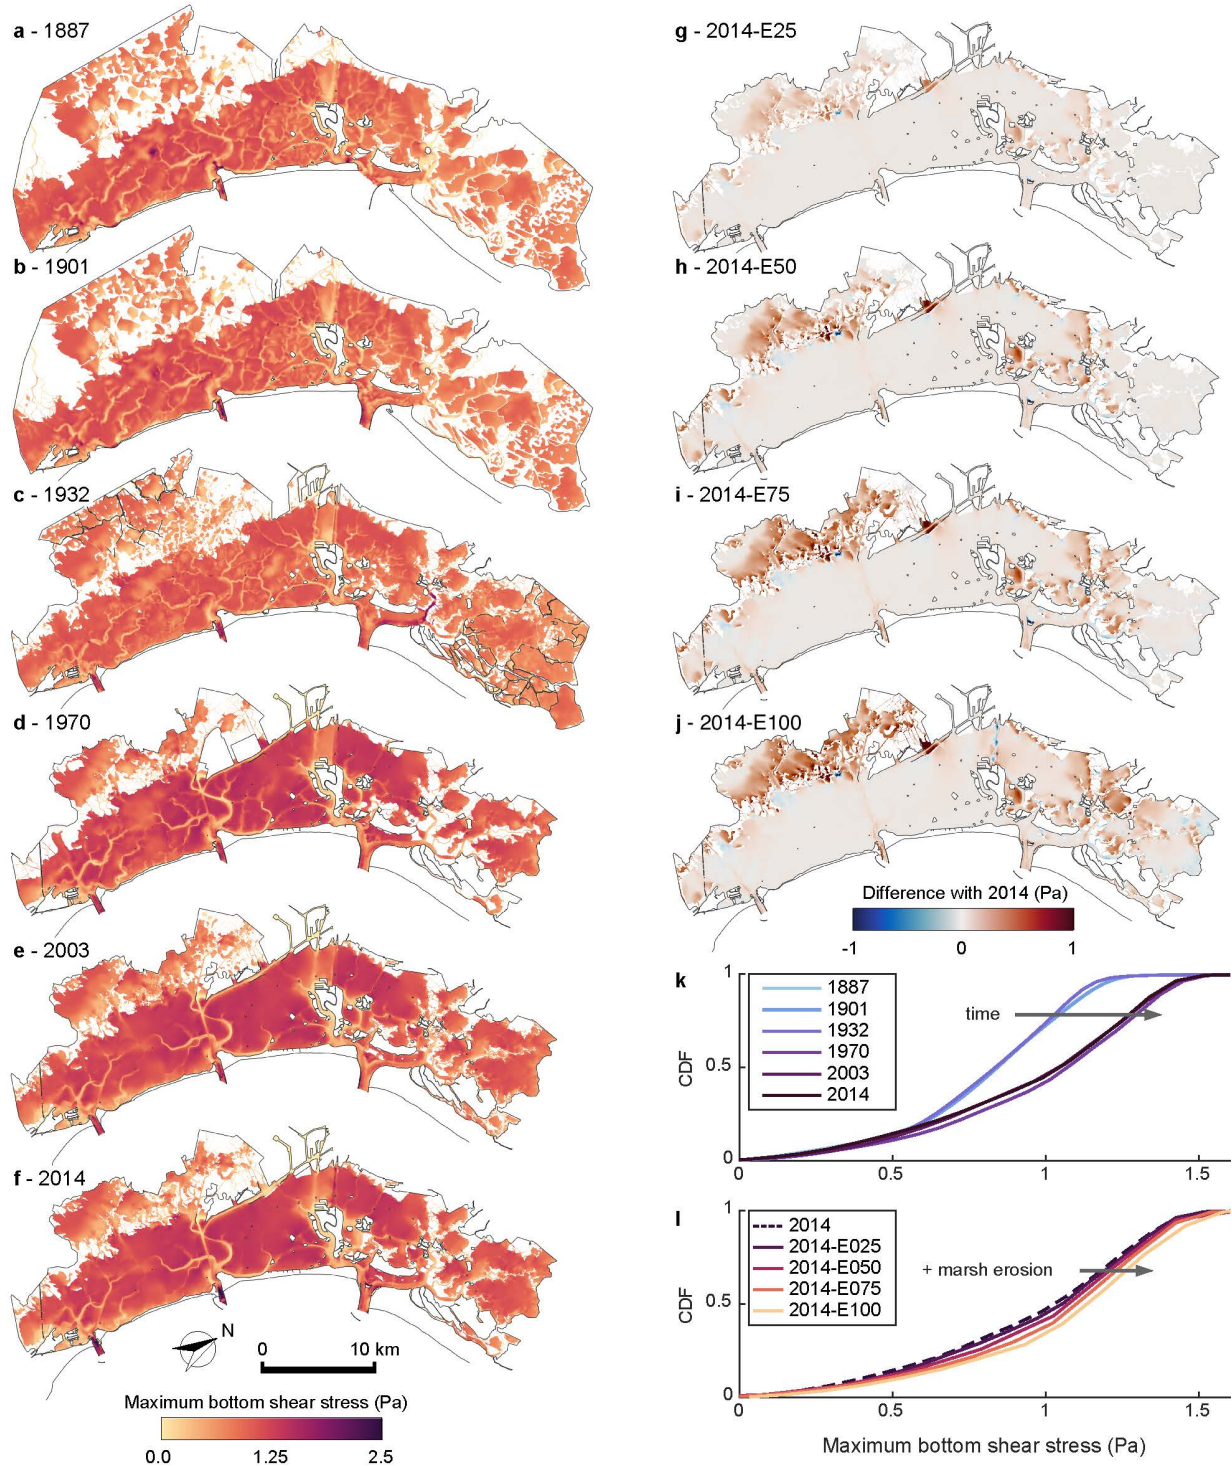 a - 1887
b - 1901
c - 1932
d - 1970
e - 2003
f - 2014
N
0 10 km
Maximum bottom shear stress (Pa)
0.0 1.25 2.5
g - 2014-E25
h - 2014-E50
i - 2014-E75
j - 2014-E100
Difference with 2014 (Pa)
-1 0 1
k
1
0.5
0
CDF
1887
1901
1932
1970
2003
2014
time
0 0.5 1 1.5
l
1
0.5
0
CDF
2014
2014-E025
2014-E050
2014-E075
2014-E100
+ marsh erosion
0 0.5 1 1.5
Maximum bottom shear stress (Pa)